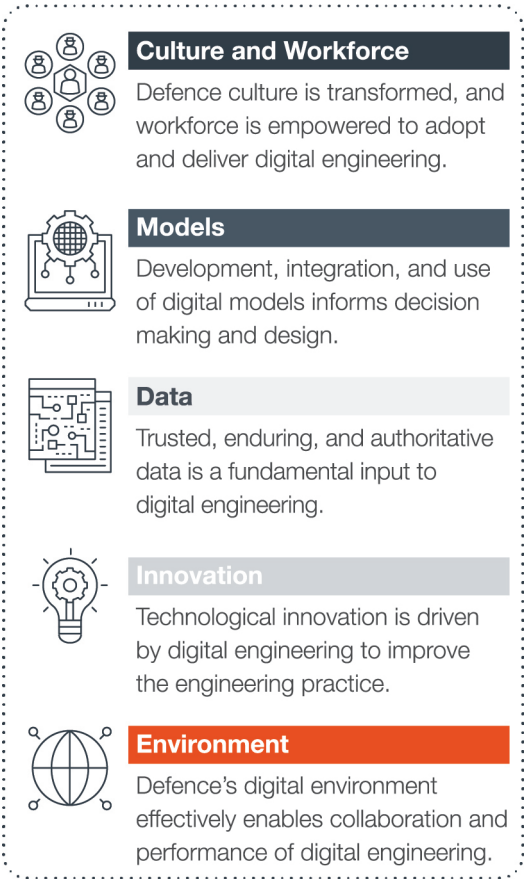 Culture and Workforce
Defence culture is transformed, and
workforce is empowered to adopt
and deliver digital engineering.
Models
Development, integration, and use
of digital models informs decision
making and design.
Data
Trusted, enduring, and authoritative
data is a fundamental input to
digital engineering.
Innovation
Technological innovation is driven
by digital engineering to improve
the engineering practice.
Environment
Defence’s digital environment
effectively enables collaboration and
performance of digital engineering.